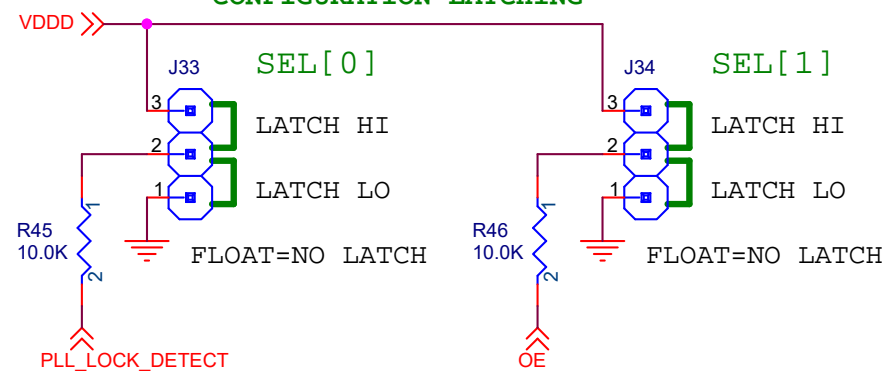 CONFIGURATION LATCHING
VDDD
J33
SEL[0]
3
LATCH HI
2
1
LATCH LO
R45
10.0K
1
2
FLOAT=NO LATCH
PLL_LOCK_DETECT
J34
SEL[1]
3
LATCH HI
2
1
LATCH LO
R46
10.0K
1
2
FLOAT=NO LATCH
OE